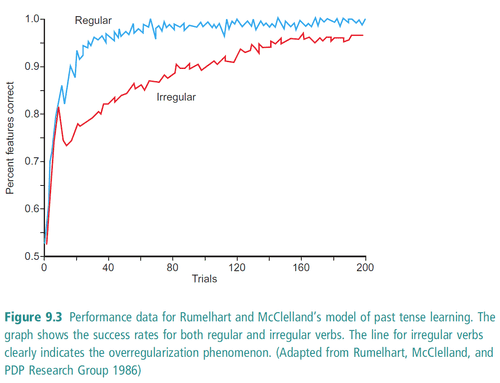 1.0
Regular
0.9
0.8
Irregular
0.7
0.6
0.5
Percent features correct
0
40
80
120
160
200
Trials
Figure 9.3 Performance data for Rumelhart and McClelland's model of past tense learning. The
graph shows the success rates for both regular and irregular verbs. The line for irregular verbs
clearly indicates the overregularization phenomenon. (Adapted from Rumelhart, McClelland, and
PDP Research Group 1986)